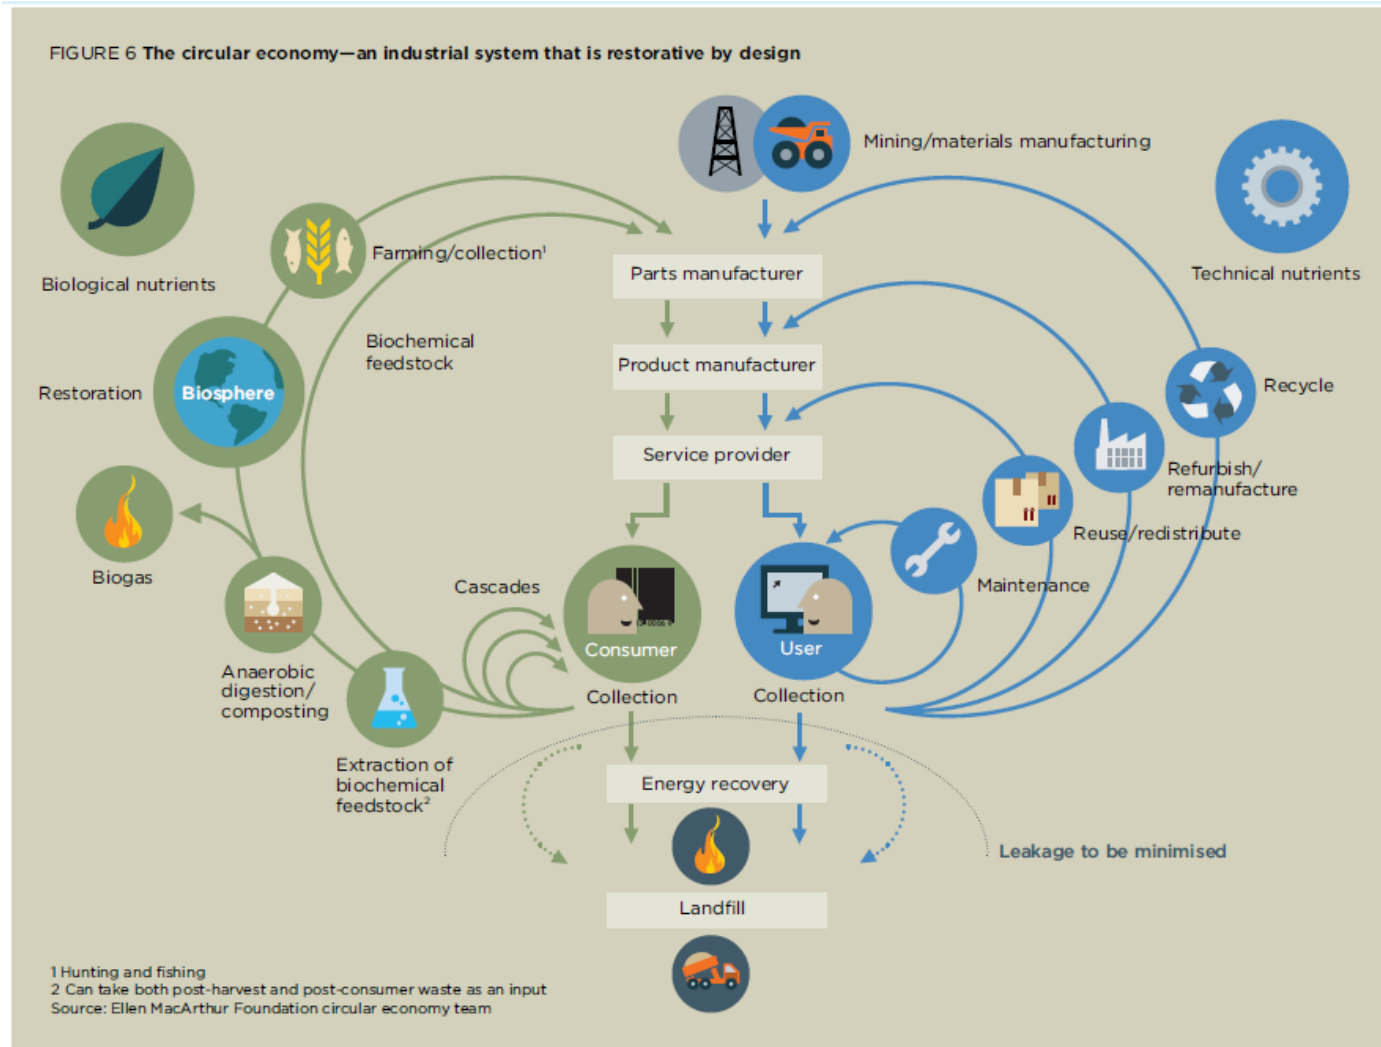 FIGURE 6 The circular economy—an industrial system that is restorative by design
Mining/materials manufacturing
Biological nutrients
Farming/collection¹
Technical nutrients
Parts manufacturer
Biochemical
feedstock
Product manufacturer
Restoration
Biosphere
Recycle
Service provider
Refurbish/
remanufacture
Reuse/redistribute
Biogas
Cascades
Maintenance
Consumer
User
Anaerobic
digestion/
composting
Collection
Collection
Extraction of
biochemical
feedstock²
Energy recovery
Leakage to be minimised
Landfill
1 Hunting and fishing
2 Can take both post-harvest and post-consumer waste as an input
Source: Ellen MacArthur Foundation circular economy team